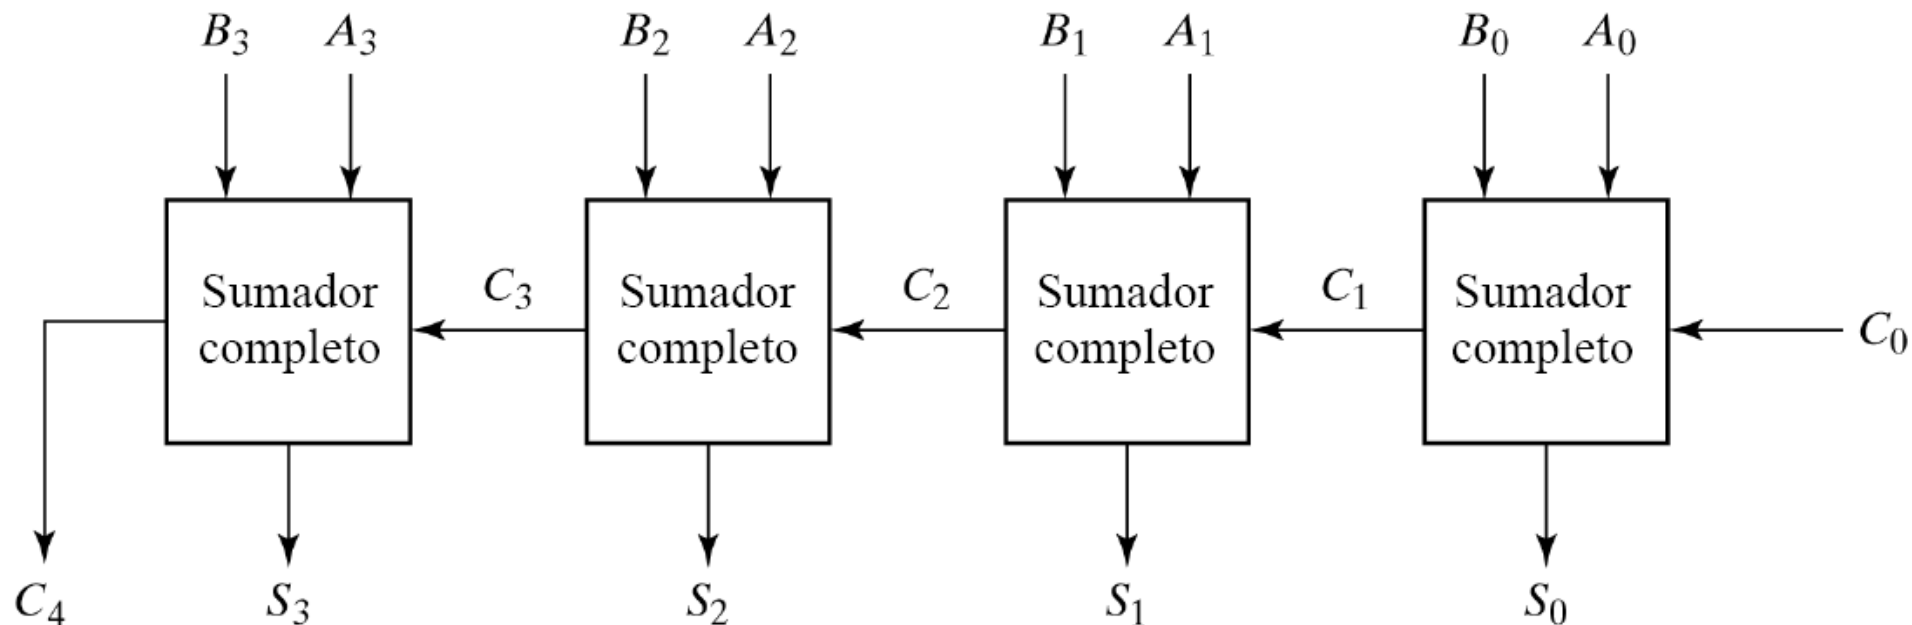 B₃ A₃ B₂ A₂ B₁ A₁ B₀ A₀
Sumador Sumador Sumador Sumador
completo completo completo completo
C₃ C₂ C₁ C₀
C₄ S₃ S₂ S₁ S₀